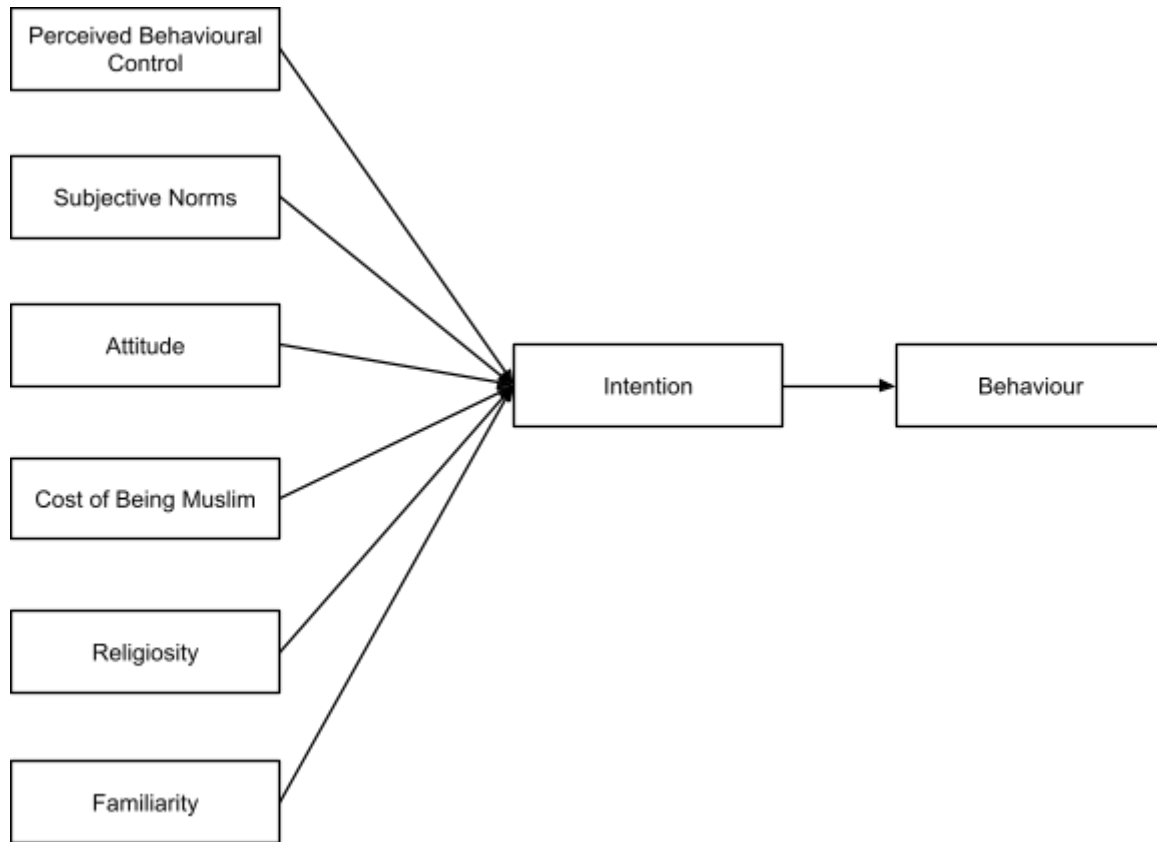 Perceived Behavioural
Control
Subjective Norms
Attitude
Intention
Behaviour
Cost of Being Muslim
Religiosity
Familiarity